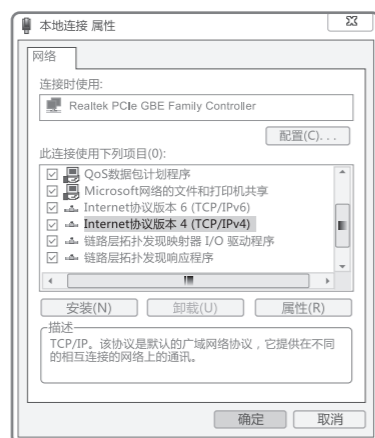 本地连接 属性
网络
连接时使用:
Realtek PCIe GBE Family Controller
配置(C)...
此连接使用下列项目(0):
QoS数据包计划程序
Microsoft网络的文件和打印机共享
Internet协议版本 6 (TCP/IPv6)
Internet协议版本 4 (TCP/IPv4)
链路层拓扑发现映射器 I/O 驱动程序
链路层拓扑发现响应程序
安装(N) 卸载(U) 属性(R)
描述
TCP/IP。该协议是默认的广域网络协议，它提供在不同
的相互连接的网络上的通讯。
确定 取消